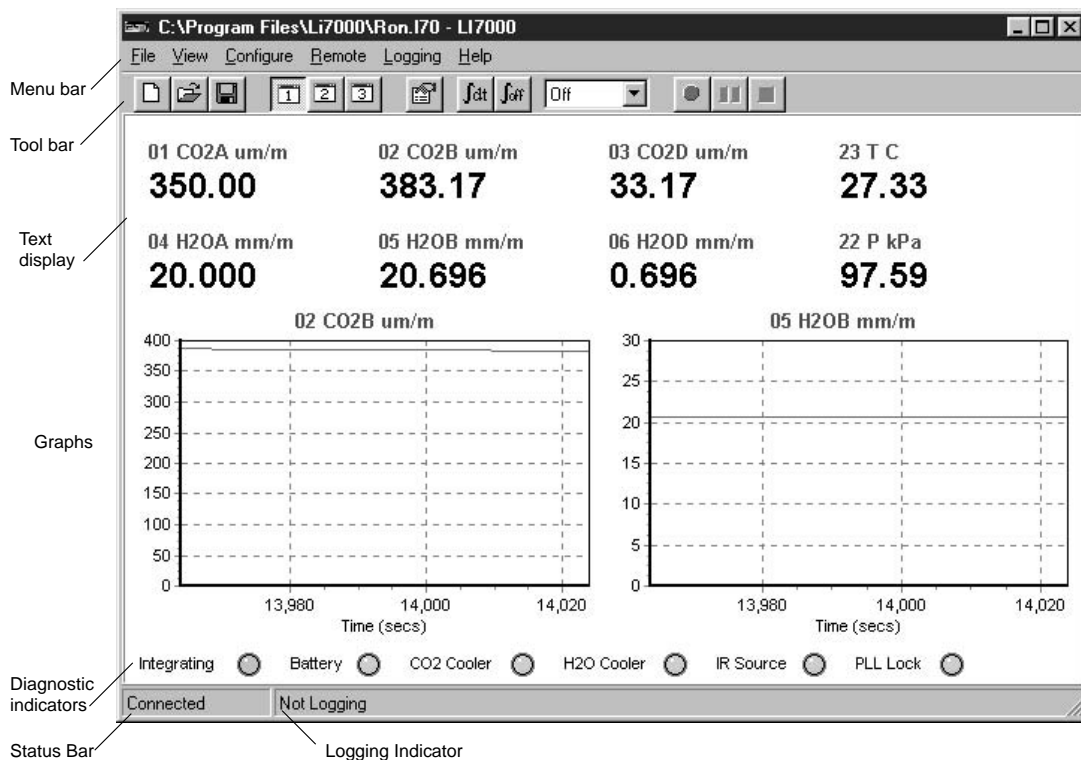 C:\Program Files\Li7000\Ron.I70 - LI7000
File View Configure Remote Logging Help
Menu bar
1 2 3 ∫dt ∫off Off
Tool bar
01 CO2A um/m 02 CO2B um/m 03 CO2D um/m 23 T C
350.00 383.17 33.17 27.33
Text
display
04 H2OA mm/m 05 H2OB mm/m 06 H2OD mm/m 22 P kPa
20.000 20.696 0.696 97.59
02 CO2B um/m
400
350
300
250
200
150
100
50
0
13,980 14,000 14,020
Time (secs)
05 H2OB mm/m
30
25
20
15
10
5
0
13,980 14,000 14,020
Time (secs)
Graphs
Integrating Battery CO2 Cooler H2O Cooler IR Source PLL Lock
Diagnostic
indicators
Connected Not Logging
Status Bar Logging Indicator